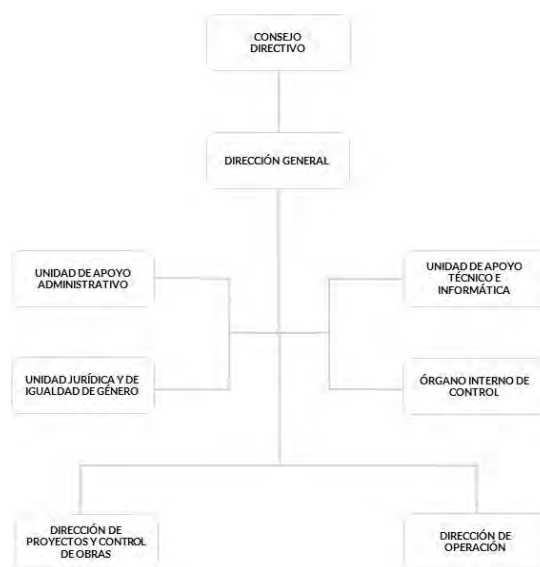 CONSEJO
DIRECTIVO
DIRECCIÓN GENERAL
UNIDAD DE APOYO
ADMINISTRATIVO
UNIDAD DE APOYO
TÉCNICO E
INFORMÁTICA
UNIDAD JURÍDICA Y DE
IGUALDAD DE GÉNERO
ÓRGANO INTERNO DE
CONTROL
DIRECCIÓN DE
PROYECTOS Y CONTROL
DE OBRAS
DIRECCIÓN DE
OPERACIÓN